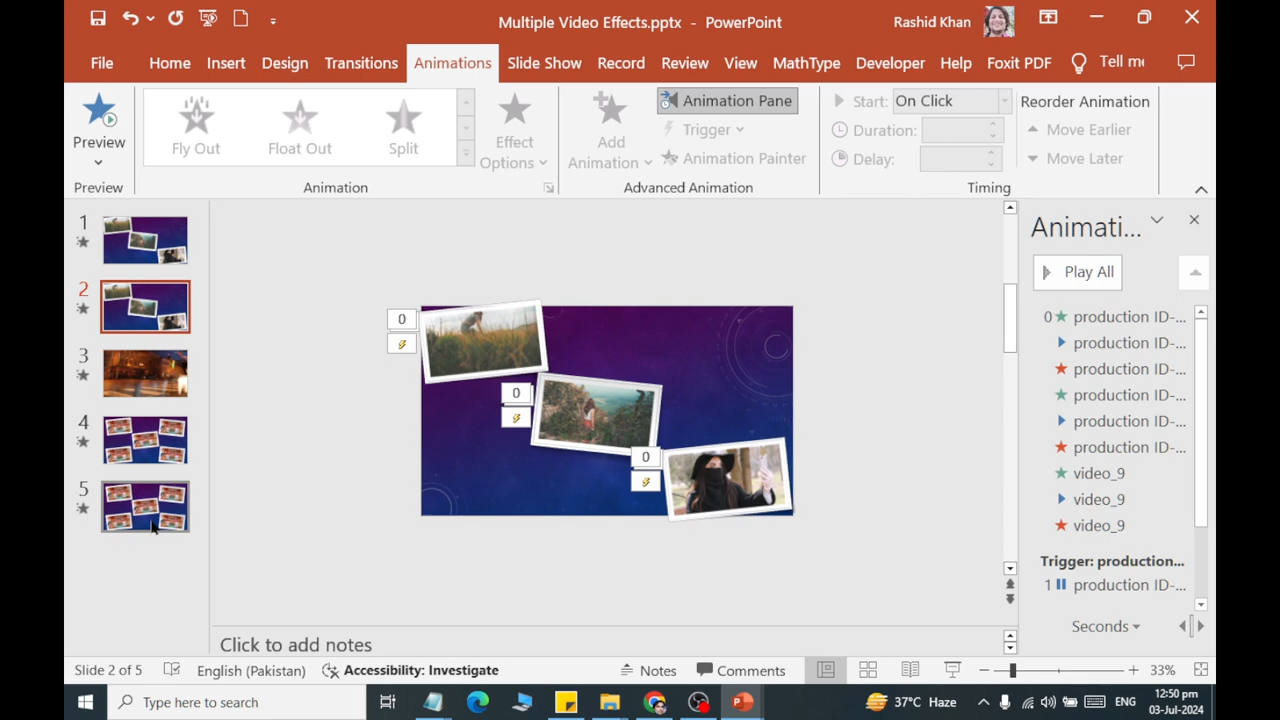 Multiple Video Effects.pptx - PowerPoint
Rashid Khan
File Home Insert Design Transitions Animations Slide Show Record Review View MathType Developer Help Foxit PDF Tell me
Preview
Preview
Fly Out
Float Out
Split
Effect
Options
Animation
Add
Animation
Animation Pane
Trigger
Animation Painter
Advanced Animation
Start: On Click
Duration:
Delay:
Reorder Animation
Move Earlier
Move Later
Timing
1
2
3
4
5
0
0
0
Animati...
Play All
0 production ID-...
production ID-...
production ID-...
production ID-...
production ID-...
production ID-...
video_9
video_9
video_9
Trigger: production...
1 production ID-...
Seconds
Click to add notes
Slide 2 of 5
English (Pakistan)
Accessibility: Investigate
Notes
Comments
33%
Type here to search
37°C Haze
ENG
12:50 pm
03-Jul-2024